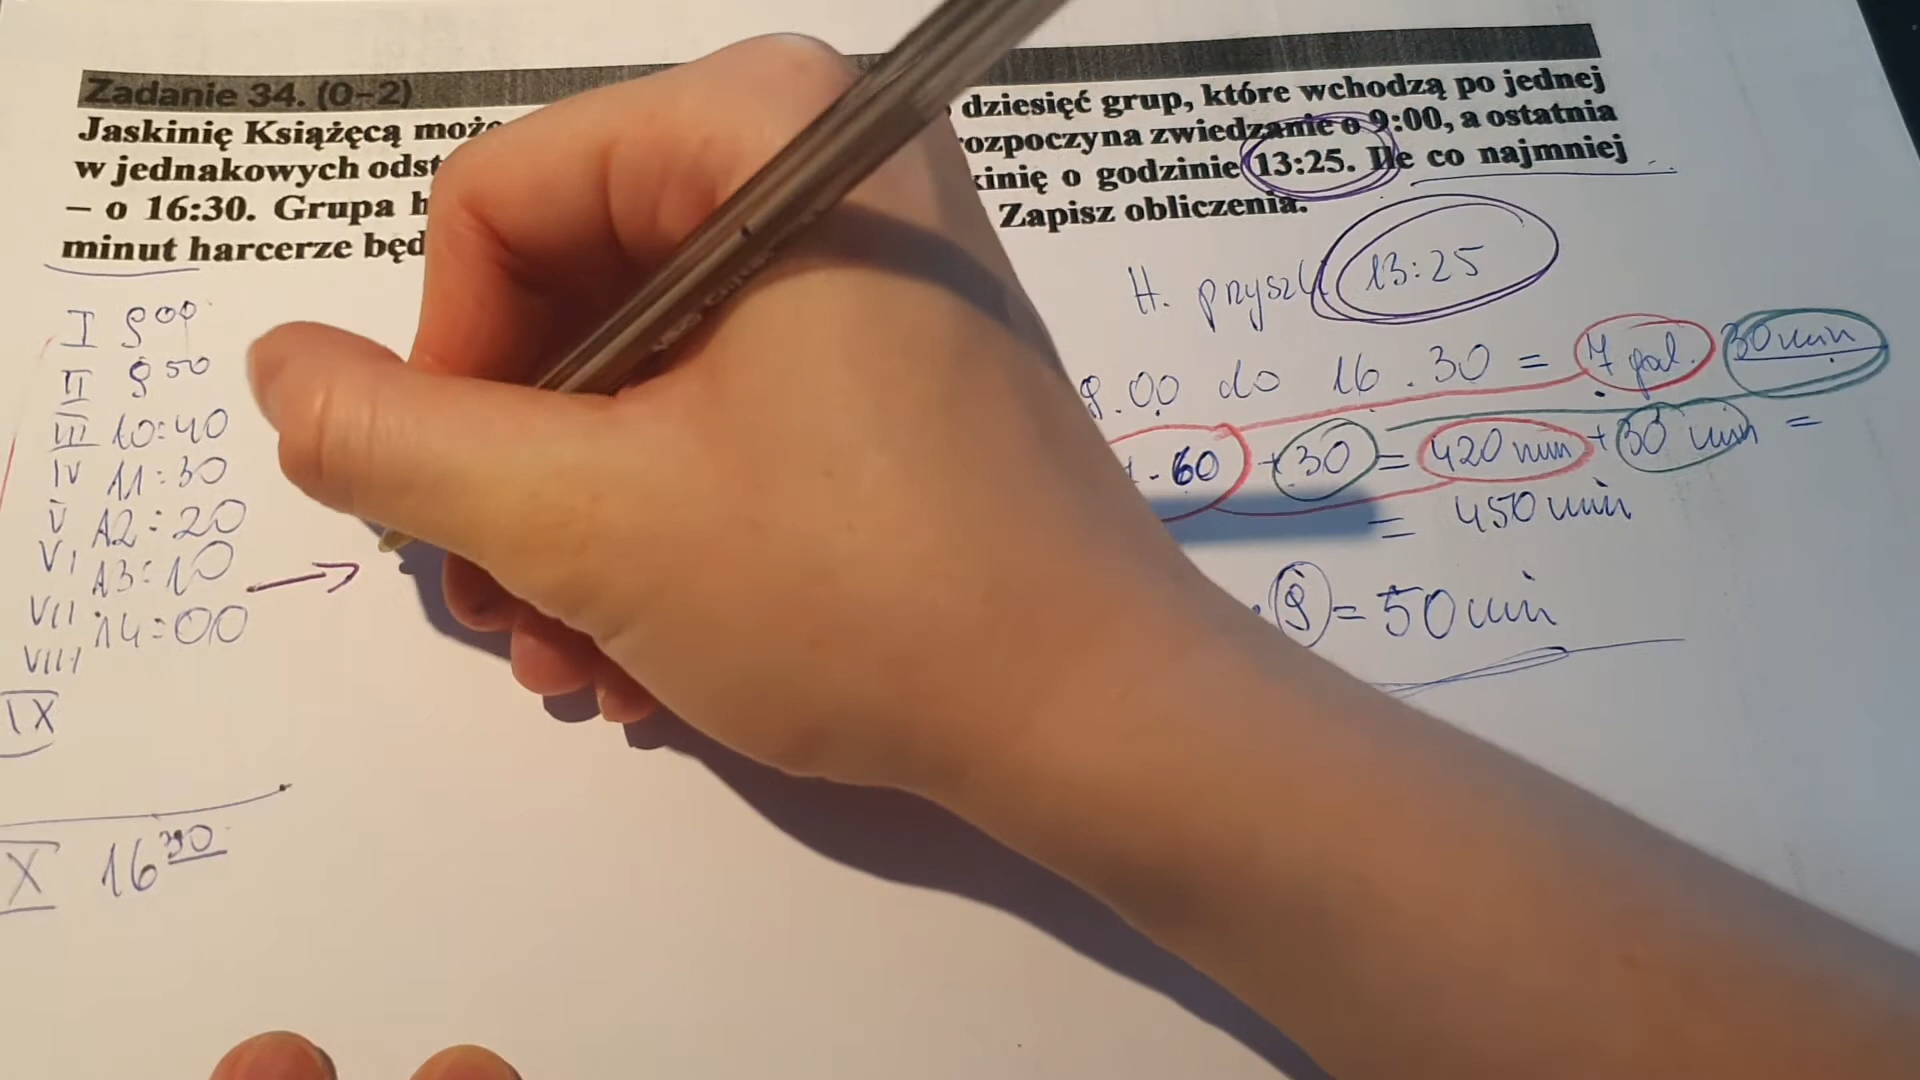 Zadanie 34. (0–2)
Jaskinię Książęcą może dziesięć grup, które wchodzą po jednej
w jednakowych odst rozpoczyna zwiedzanie o 9:00, a ostatnia
– o 16:30. Grupa h kinię o godzinie 13:25. Ile co najmniej
minut harcerze będ Zapisz obliczenia.
H. przyszli 13:25
9.00 do 16.30 = 7 god. 30 min
· 60 + 30 = 420 min + 30 min =
= 450 min
: 9 = 50 min
I 9 00
II 9 50
III 10:40
IV 11:30
V 12:20
VI 13:10
VII 14:00
VIII
IX
X 16 30